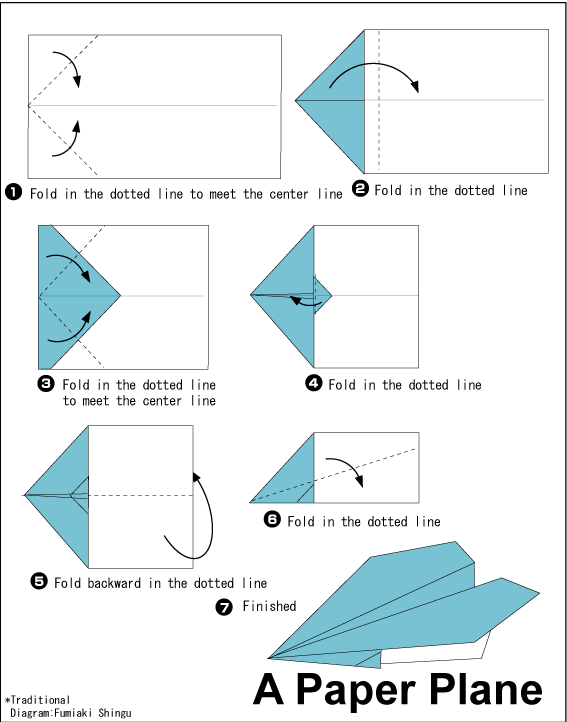 1 Fold in the dotted line to meet the center line
2 Fold in the dotted line
3 Fold in the dotted line
to meet the center line
4 Fold in the dotted line
5 Fold backward in the dotted line
6 Fold in the dotted line
7 Finished
A Paper Plane
*Traditional
Diagram:Fumiaki Shingu